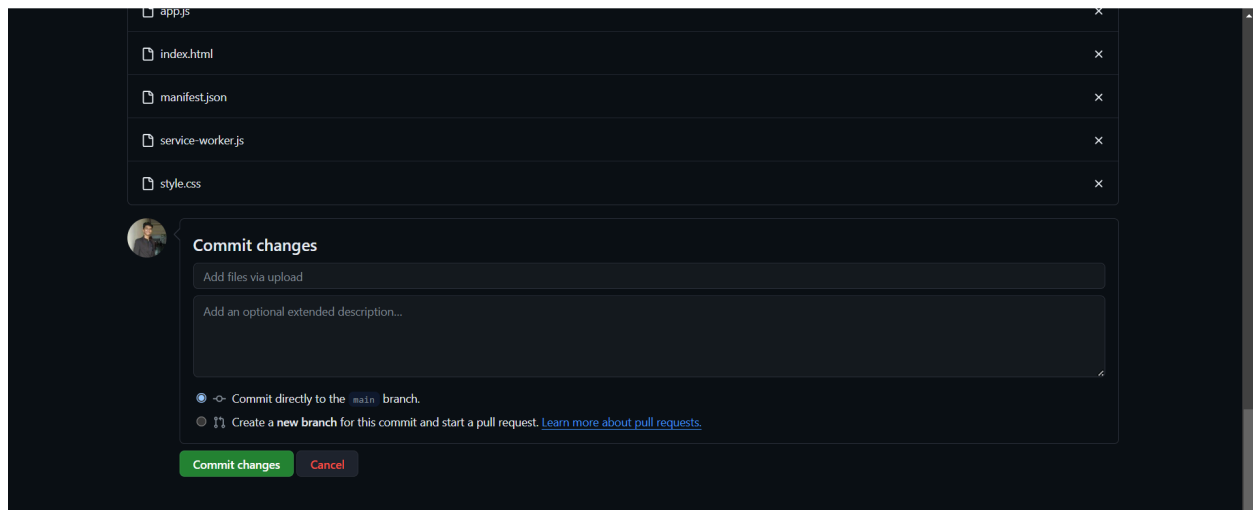 app.js
index.html
manifest.json
service-worker.js
style.css
Commit changes
Add files via upload
Add an optional extended description...
Commit directly to the main branch.
Create a new branch for this commit and start a pull request. Learn more about pull requests.
Commit changes Cancel